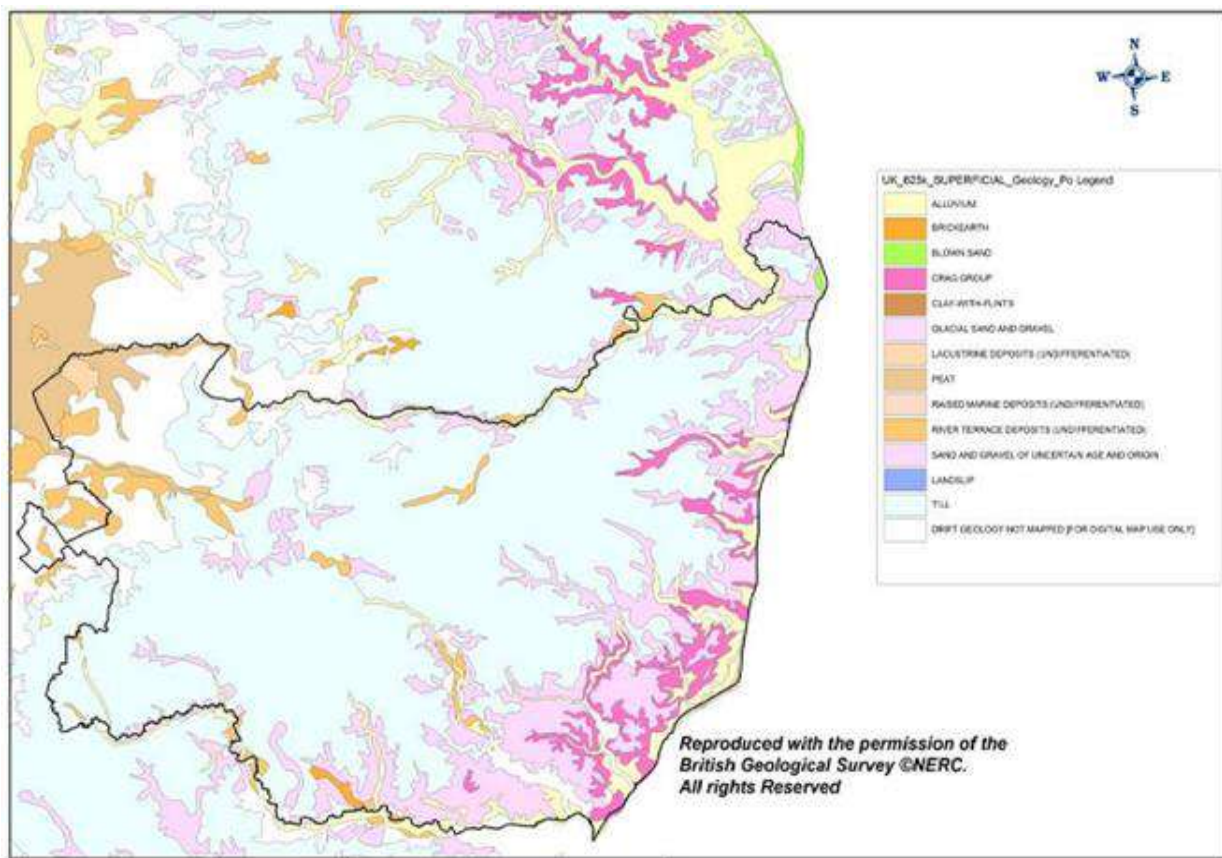 N
W E
S
UK_625k_SUPERFICIAL_Geology_Po Legend
ALLUVIUM
BRICKEARTH
BLOWN SAND
CRAG GROUP
CLAY-WITH-FLINTS
GLACIAL SAND AND GRAVEL
LACUSTRINE DEPOSITS (UNDIFFERENTIATED)
PEAT
RAISED MARINE DEPOSITS (UNDIFFERENTIATED)
RIVER TERRACE DEPOSITS (UNDIFFERENTIATED)
SAND AND GRAVEL OF UNCERTAIN AGE AND ORIGIN
LANDSLIP
TILL
DRIFT GEOLOGY NOT MAPPED [FOR DIGITAL MAP USE ONLY]
Reproduced with the permission of the
British Geological Survey ©NERC.
All rights Reserved